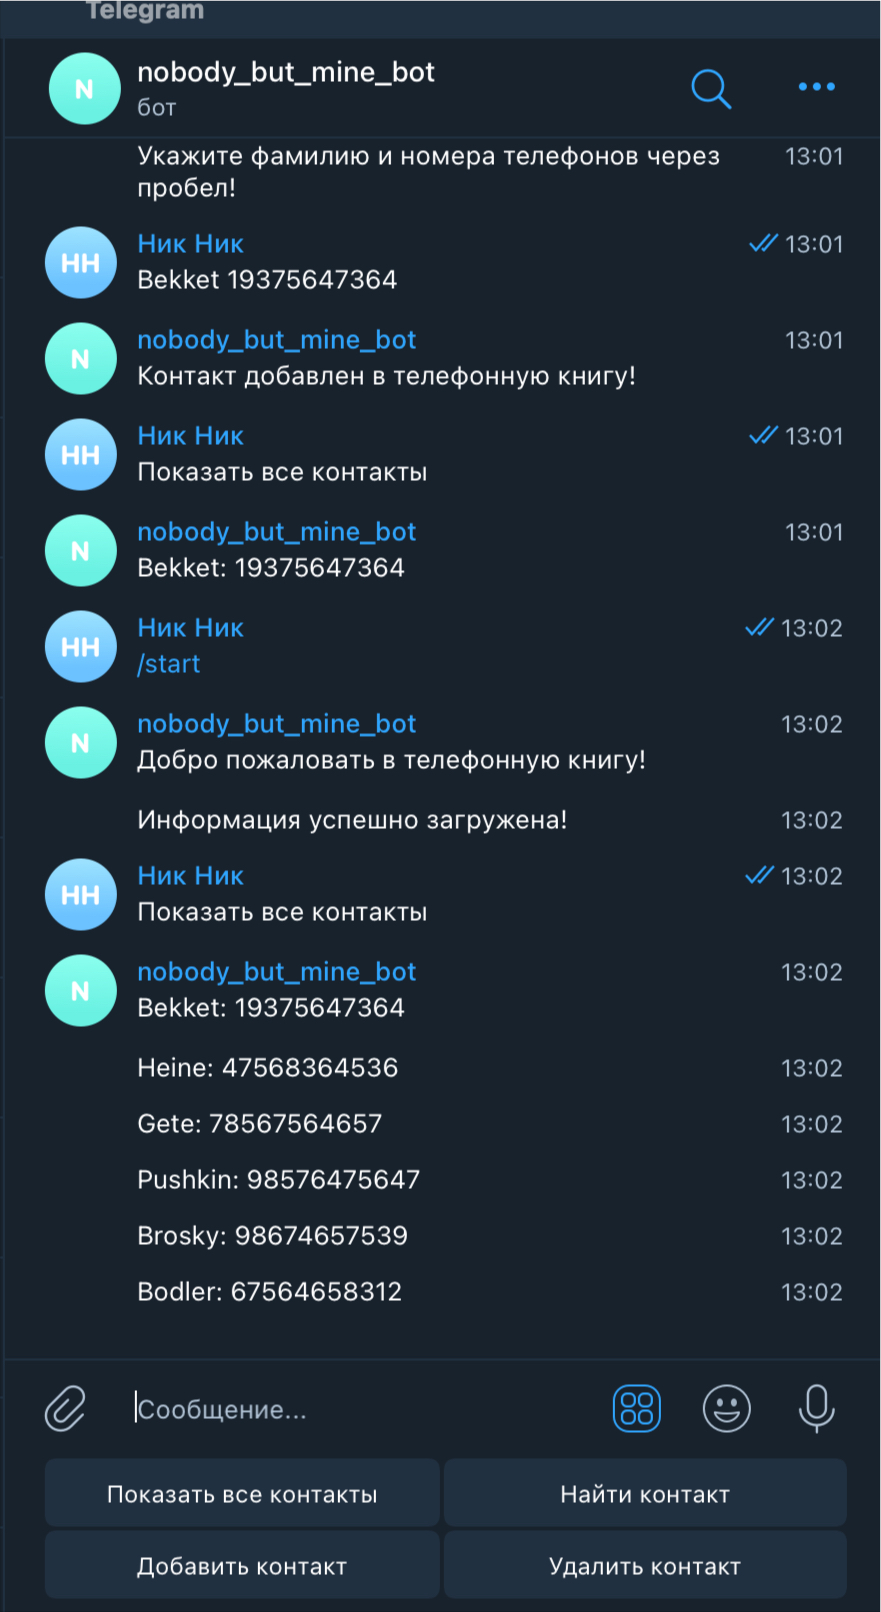 Telegram
N
nobody_but_mine_bot
бот
Укажите фамилию и номера телефонов через 13:01
пробел!
НН
Ник Ник 13:01
Bekket 19375647364
N
nobody_but_mine_bot 13:01
Контакт добавлен в телефонную книгу!
НН
Ник Ник 13:01
Показать все контакты
N
nobody_but_mine_bot 13:01
Bekket: 19375647364
НН
Ник Ник 13:02
/start
N
nobody_but_mine_bot 13:02
Добро пожаловать в телефонную книгу!
Информация успешно загружена! 13:02
НН
Ник Ник 13:02
Показать все контакты
N
nobody_but_mine_bot 13:02
Bekket: 19375647364
Heine: 47568364536 13:02
Gete: 78567564657 13:02
Pushkin: 98576475647 13:02
Brosky: 98674657539 13:02
Bodler: 67564658312 13:02
Сообщение...
Показать все контакты Найти контакт
Добавить контакт Удалить контакт